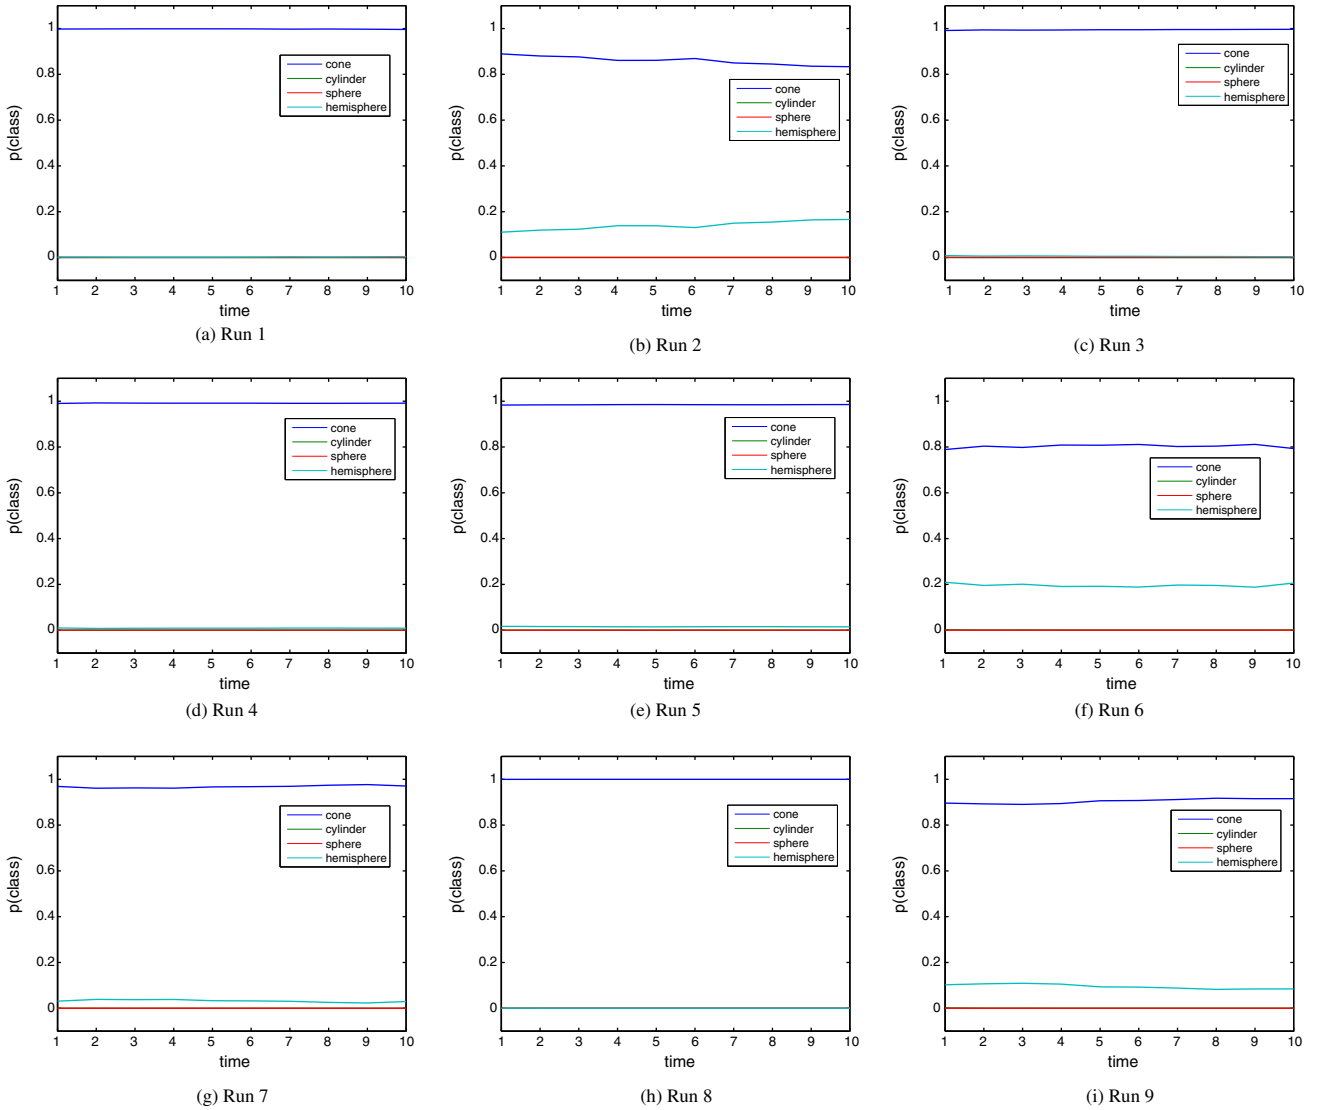 1
0.8
0.6
0.4
0.2
0
p(class)
cone
cylinder
sphere
hemisphere
1 2 3 4 5 6 7 8 9 10
time
(a) Run 1
1
0.8
0.6
0.4
0.2
0
p(class)
cone
cylinder
sphere
hemisphere
1 2 3 4 5 6 7 8 9 10
time
(b) Run 2
1
0.8
0.6
0.4
0.2
0
p(class)
cone
cylinder
sphere
hemisphere
1 2 3 4 5 6 7 8 9 10
time
(c) Run 3
1
0.8
0.6
0.4
0.2
0
p(class)
cone
cylinder
sphere
hemisphere
1 2 3 4 5 6 7 8 9 10
time
(d) Run 4
1
0.8
0.6
0.4
0.2
0
p(class)
cone
cylinder
sphere
hemisphere
1 2 3 4 5 6 7 8 9 10
time
(e) Run 5
1
0.8
0.6
0.4
0.2
0
p(class)
cone
cylinder
sphere
hemisphere
1 2 3 4 5 6 7 8 9 10
time
(f) Run 6
1
0.8
0.6
0.4
0.2
0
p(class)
cone
cylinder
sphere
hemisphere
1 2 3 4 5 6 7 8 9 10
time
(g) Run 7
1
0.8
0.6
0.4
0.2
0
p(class)
cone
cylinder
sphere
hemisphere
1 2 3 4 5 6 7 8 9 10
time
(h) Run 8
1
0.8
0.6
0.4
0.2
0
p(class)
cone
cylinder
sphere
hemisphere
1 2 3 4 5 6 7 8 9 10
time
(i) Run 9